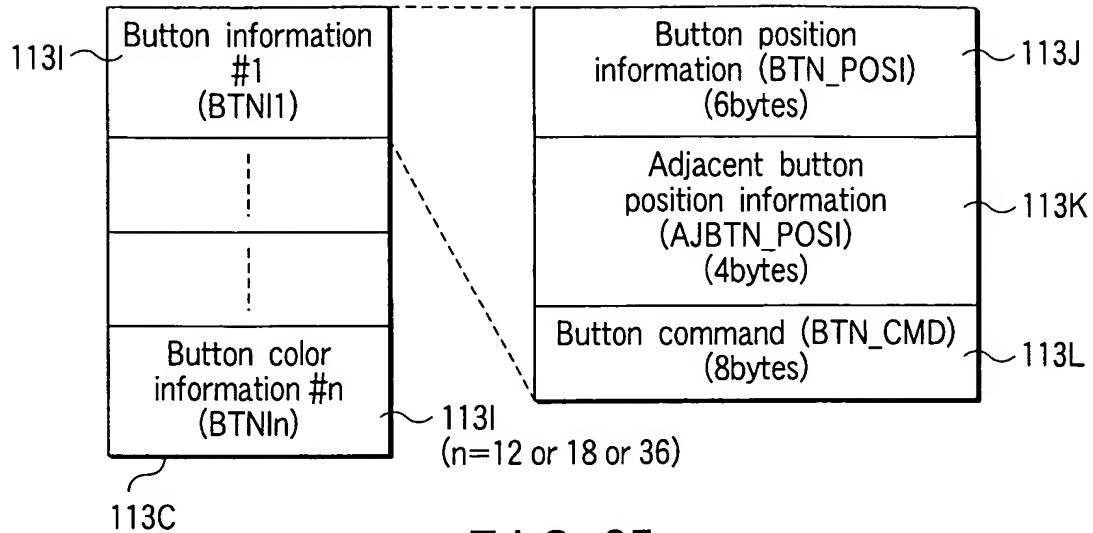 Button information
#1
(BTNI1)
113I
Button color
information #n
(BTNIn)
113I
(n=12 or 18 or 36)
113C
Button position
information (BTN_POSI)
(6bytes)
113J
Adjacent button
position information
(AJBTN_POSI)
(4bytes)
113K
Button command (BTN_CMD)
(8bytes)
113L